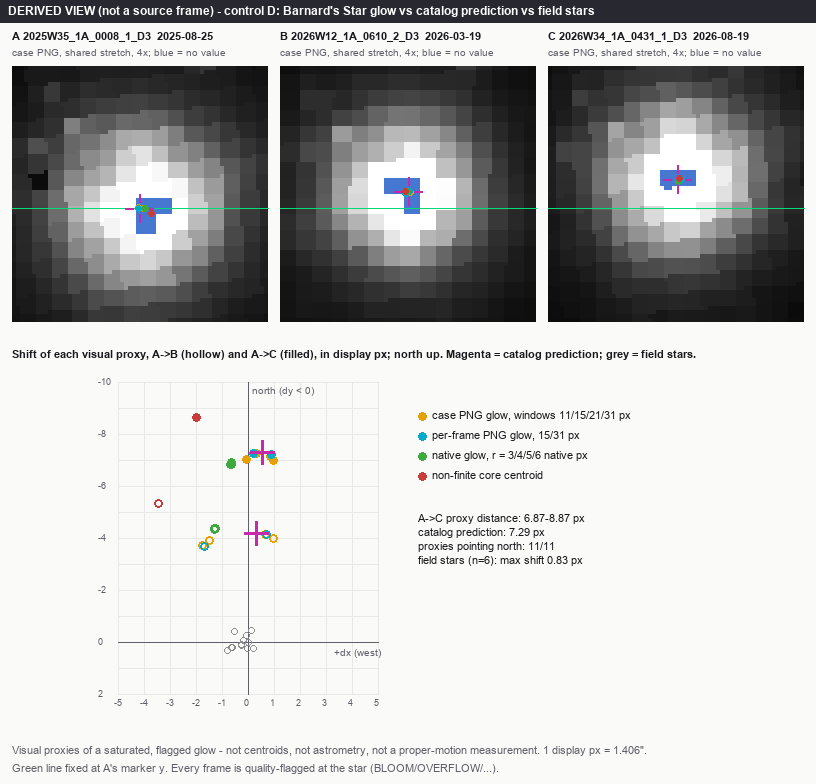 DERIVED VIEW (not a source frame) - control D: Barnard's Star glow vs catalog prediction vs field stars
A 2025W35_1A_0008_1_D3 2025-08-25
case PNG, shared stretch, 4x; blue = no value
B 2026W12_1A_0610_2_D3 2026-03-19
case PNG, shared stretch, 4x; blue = no value
C 2026W34_1A_0431_1_D3 2026-08-19
case PNG, shared stretch, 4x; blue = no value
Shift of each visual proxy, A->B (hollow) and A->C (filled), in display px; north up. Magenta = catalog prediction; grey = field stars.
-10
north (dy < 0)
-8
-6
-4
-2
0
+dx (west)
2
-5 -4 -3 -2 -1 0 1 2 3 4 5
case PNG glow, windows 11/15/21/31 px
per-frame PNG glow, 15/31 px
native glow, r = 3/4/5/6 native px
non-finite core centroid
A->C proxy distance: 6.87-8.87 px
catalog prediction: 7.29 px
proxies pointing north: 11/11
field stars (n=6): max shift 0.83 px
Visual proxies of a saturated, flagged glow - not centroids, not astrometry, not a proper-motion measurement. 1 display px = 1.406".
Green line fixed at A's marker y. Every frame is quality-flagged at the star (BLOOM/OVERFLOW/...).